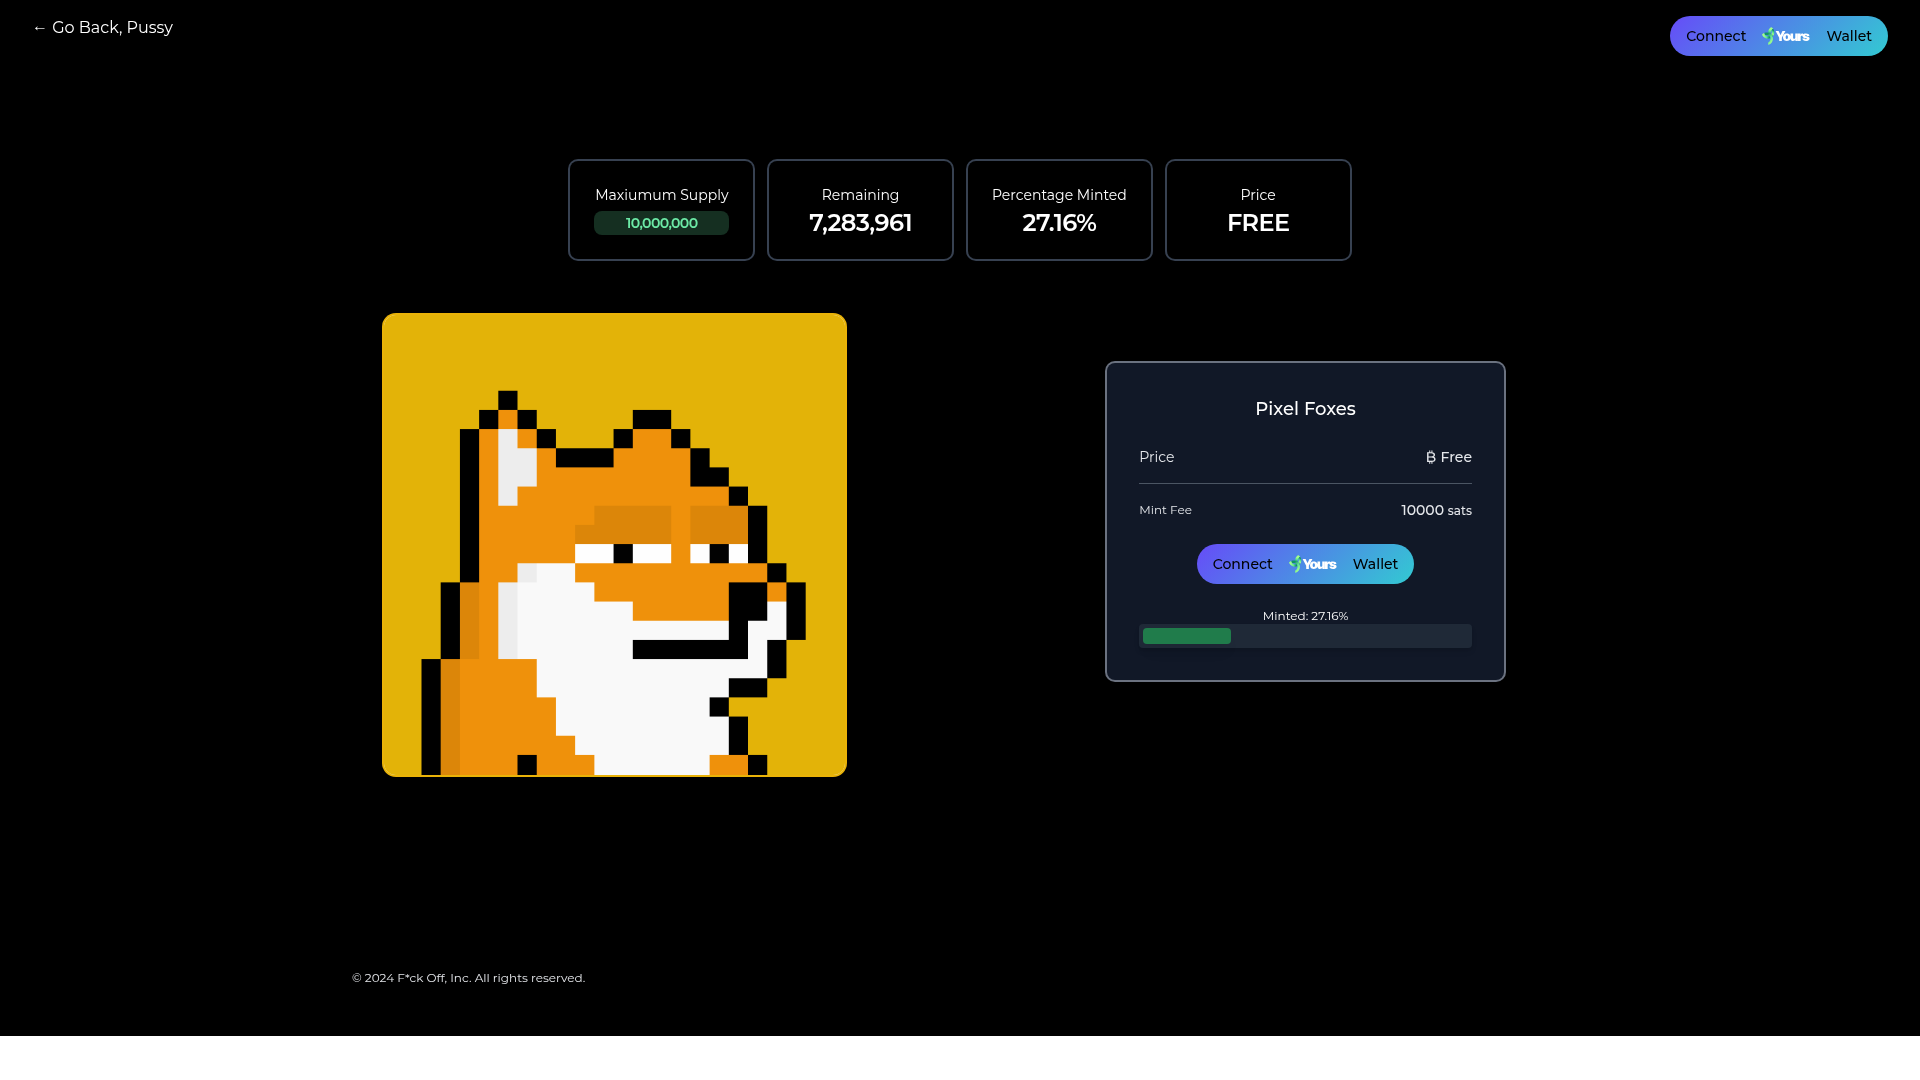 ← Go Back, Pussy
Connect Yours Wallet
Maxiumum Supply
10,000,000
Remaining
7,283,961
Percentage Minted
27.16%
Price
FREE
Pixel Foxes
Price ₿ Free
Mint Fee 10000 sats
Connect Yours Wallet
Minted: 27.16%
© 2024 F*ck Off, Inc. All rights reserved.